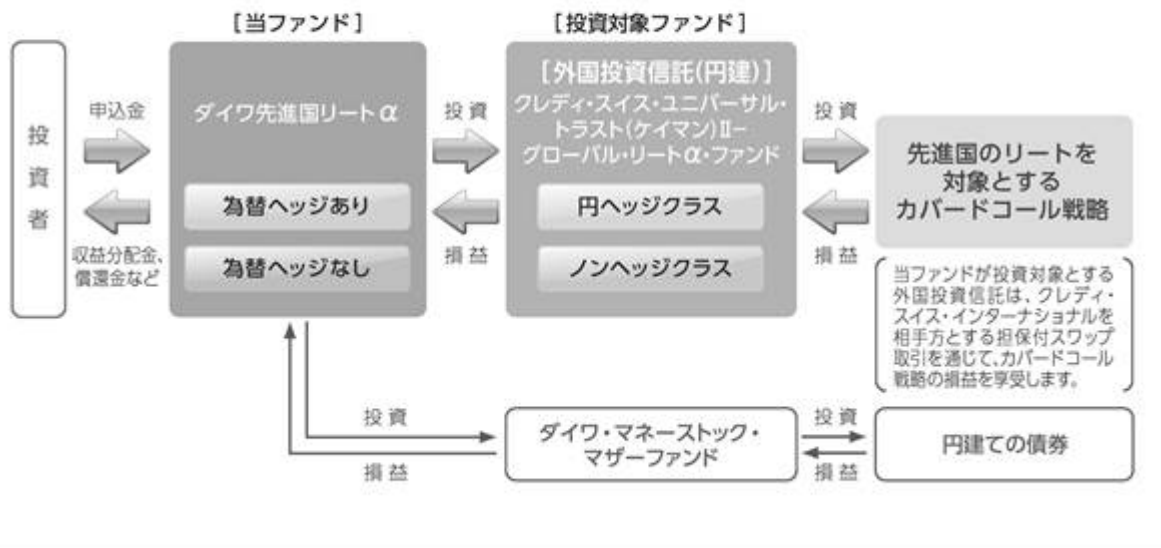 [当ファンド]
[投資対象ファンド]
投資者
申込金
収益分配金、
償還金など
ダイワ先進国リートα
為替ヘッジあり
為替ヘッジなし
投資
損益
[外国投資信託(円建)]
クレディ・スイス・ユニバーサル・
トラスト(ケイマン)Ⅱ−
グローバル・リートα・ファンド
円ヘッジクラス
ノンヘッジクラス
投資
損益
先進国のリートを
対象とする
カバードコール戦略
当ファンドが投資対象とする
外国投資信託は、クレディ・
スイス・インターナショナルを
相手方とする担保付スワップ
取引を通じて、カバードコール
戦略の損益を享受します。
投資
損益
ダイワ・マネーストック・
マザーファンド
投資
損益
円建ての債券